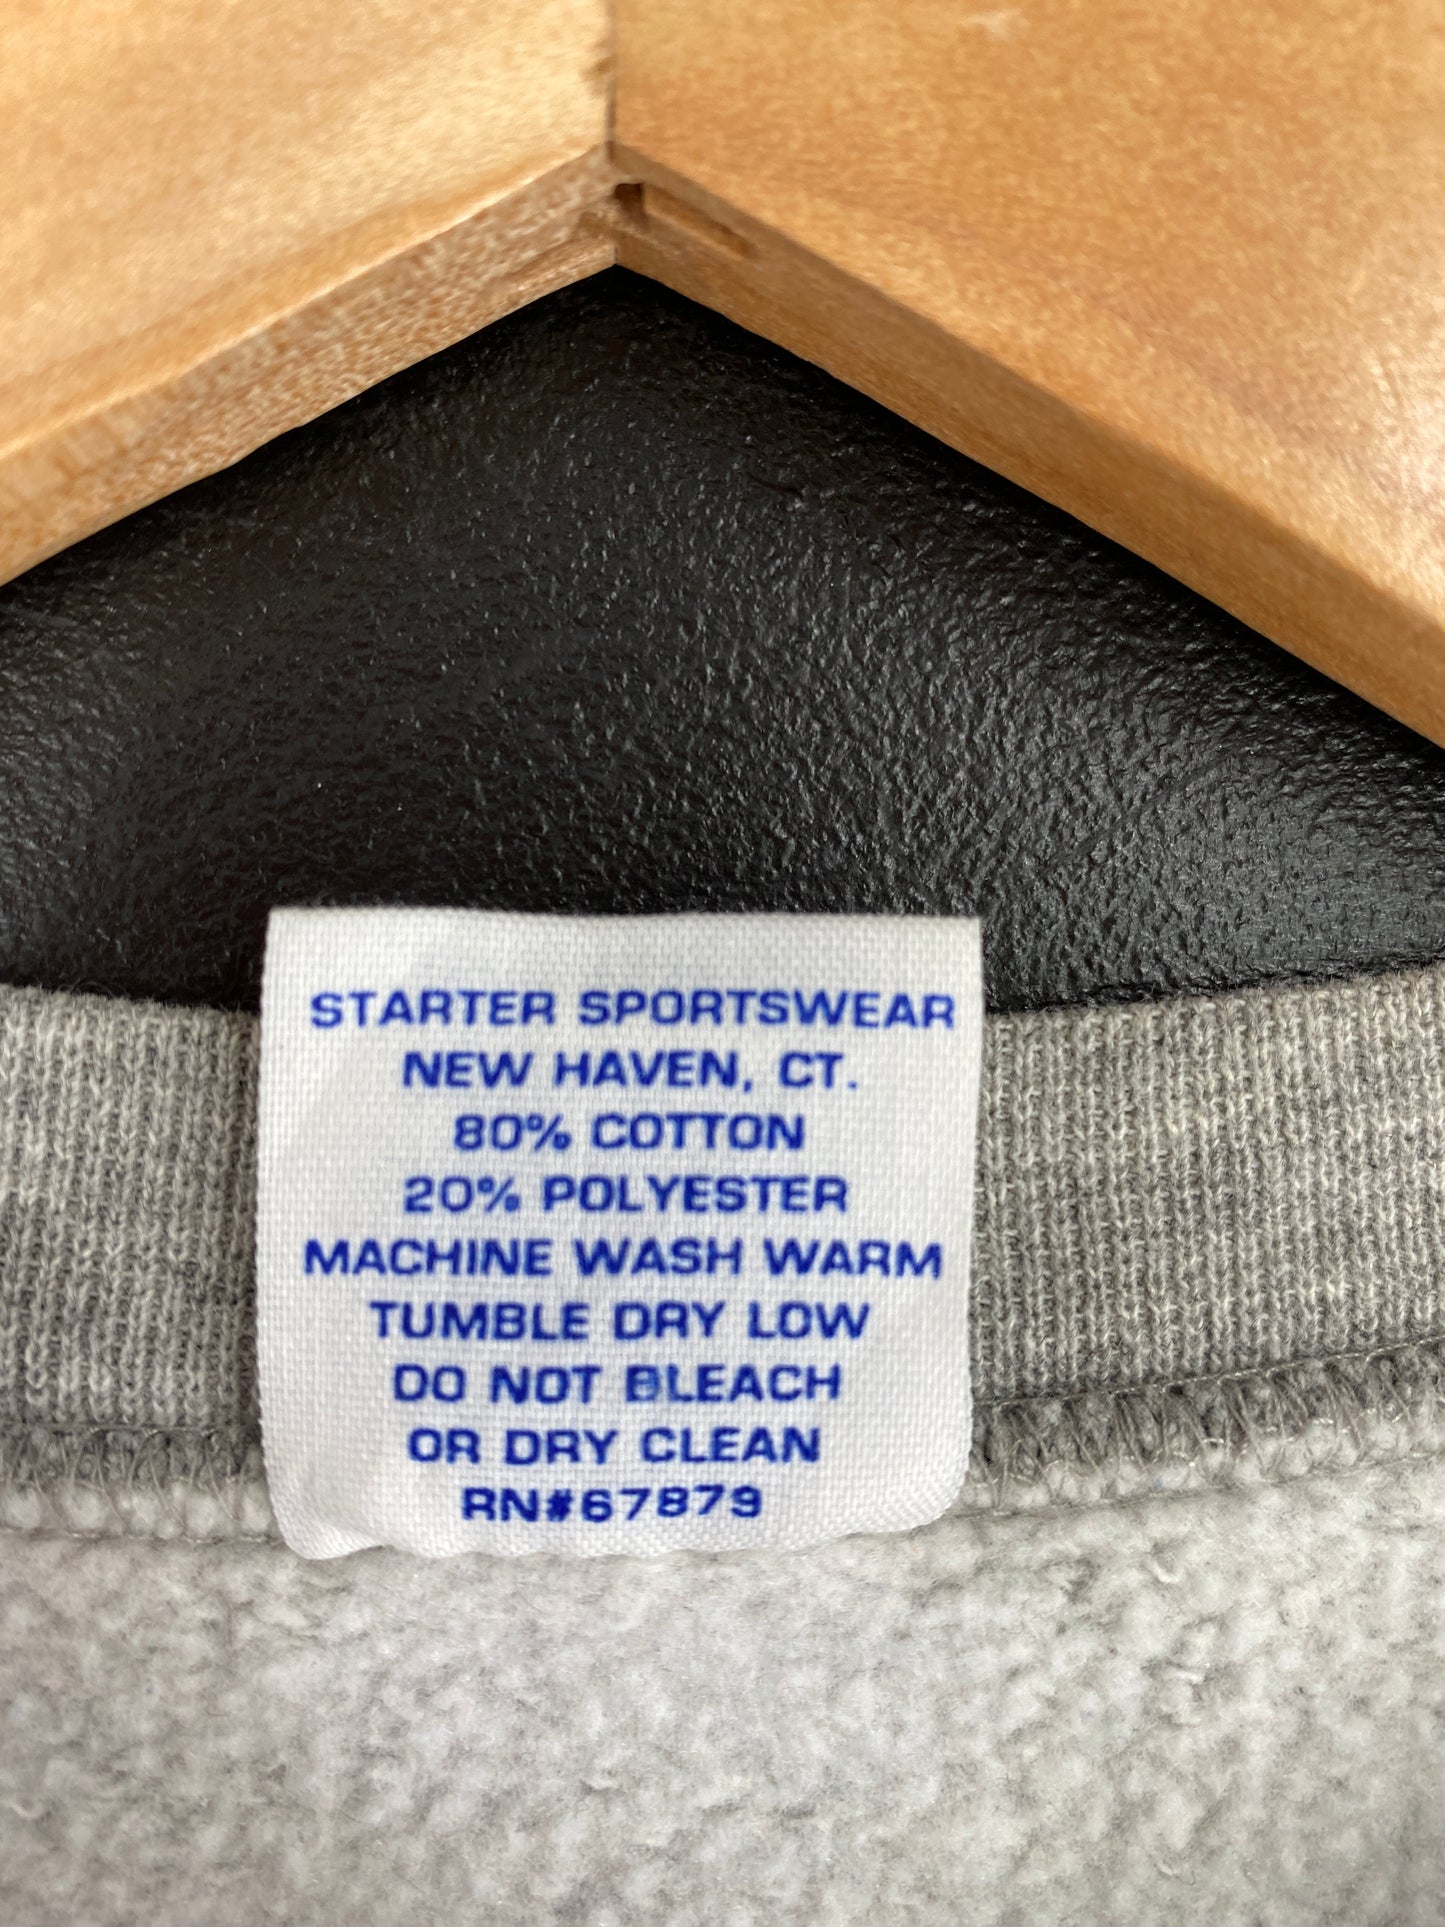 STARTER SPORTSWEAR
NEW HAVEN, CT.
80% COTTON
20% POLYESTER
MACHINE WASH WARM
TUMBLE DRY LOW
DO NOT BLEACH
OR DRY CLEAN
RN#67879